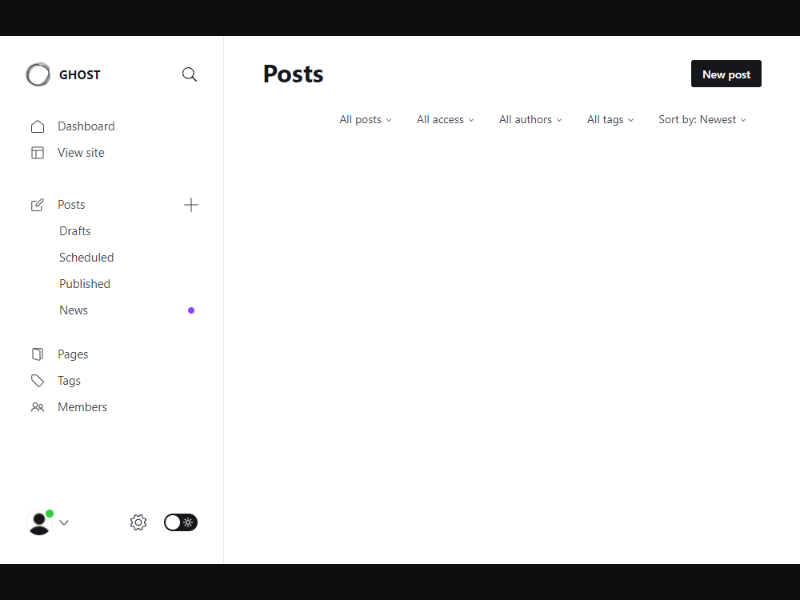 GHOST
Dashboard
View site
Posts
Drafts
Scheduled
Published
News
Pages
Tags
Members
Posts
New post
All posts
All access
All authors
All tags
Sort by: Newest